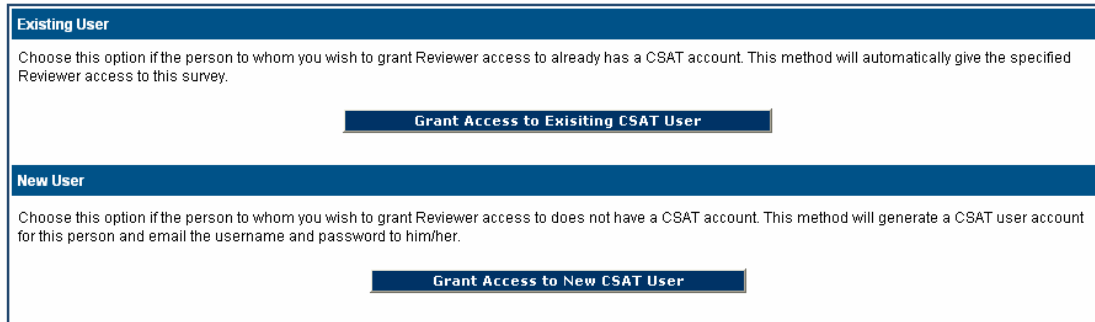 Existing User
Choose this option if the person to whom you wish to grant Reviewer access to already has a CSAT account. This method will automatically give the specified
Reviewer access to this survey.
Grant Access to Exisiting CSAT User
New User
Choose this option if the person to whom you wish to grant Reviewer access to does not have a CSAT account. This method will generate a CSAT user account
for this person and email the username and password to him/her.
Grant Access to New CSAT User